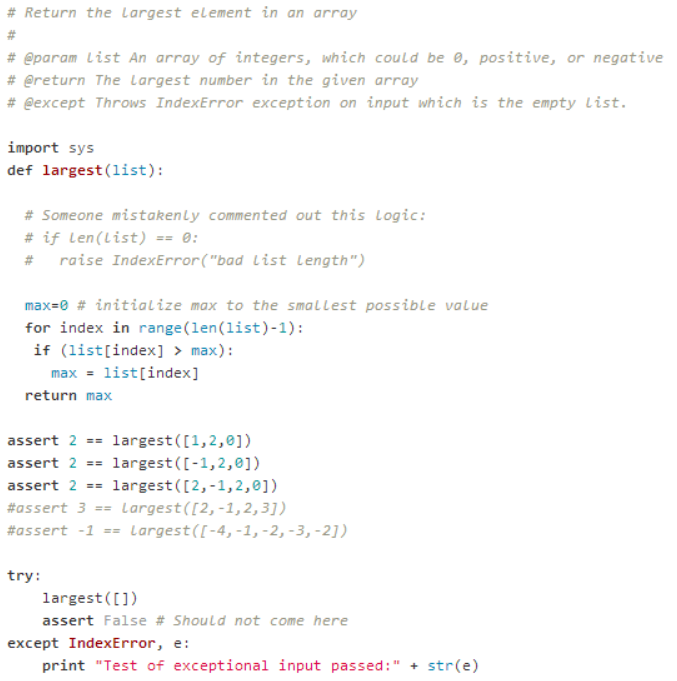 # Return the largest element in an array
#
# @param list An array of integers, which could be 0, positive, or negative
# @return The largest number in the given array
# @except Throws IndexError exception on input which is the empty list.

import sys
def largest(list):

  # Someone mistakenly commented out this logic:
  # if len(list) == 0:
  #   raise IndexError("bad list length")

  max=0 # initialize max to the smallest possible value
  for index in range(len(list)-1):
   if (list[index] > max):
     max = list[index]
  return max

assert 2 == largest([1,2,0])
assert 2 == largest([-1,2,0])
assert 2 == largest([2,-1,2,0])
#assert 3 == largest([2,-1,2,3])
#assert -1 == largest([-4,-1,-2,-3,-2])

try:
    largest([])
    assert False # Should not come here
except IndexError, e:
    print "Test of exceptional input passed:" + str(e)